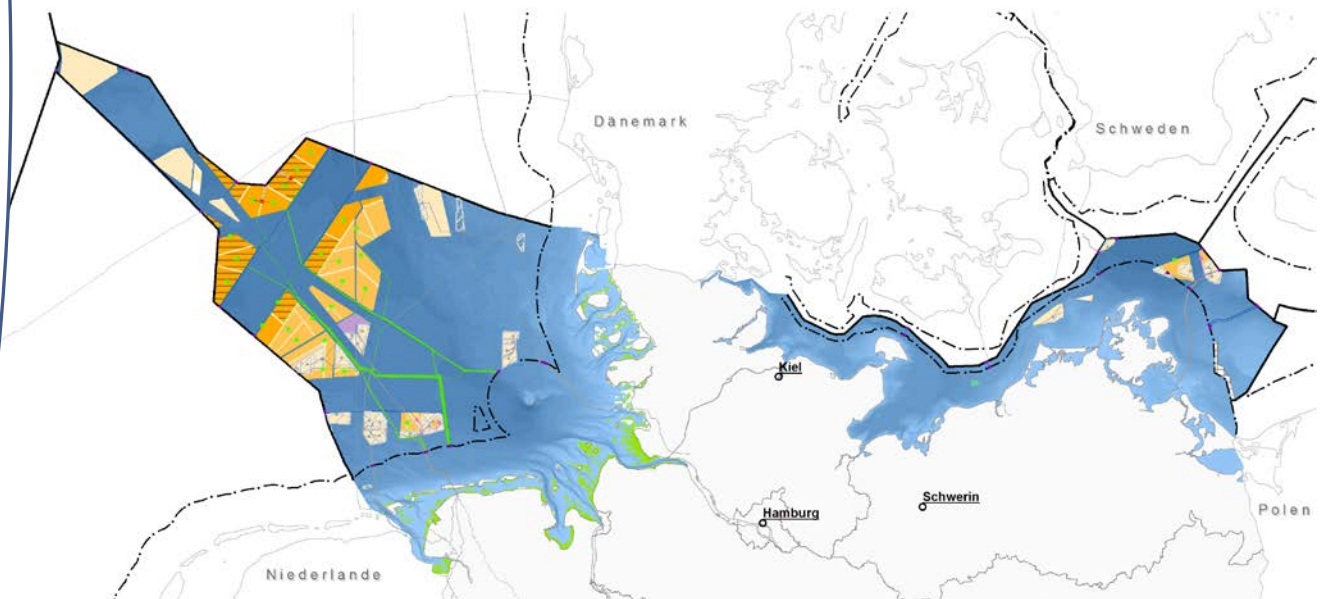 Dänemark
Schweden
Kiel
Schwerin
Hamburg
Polen
Niederlande